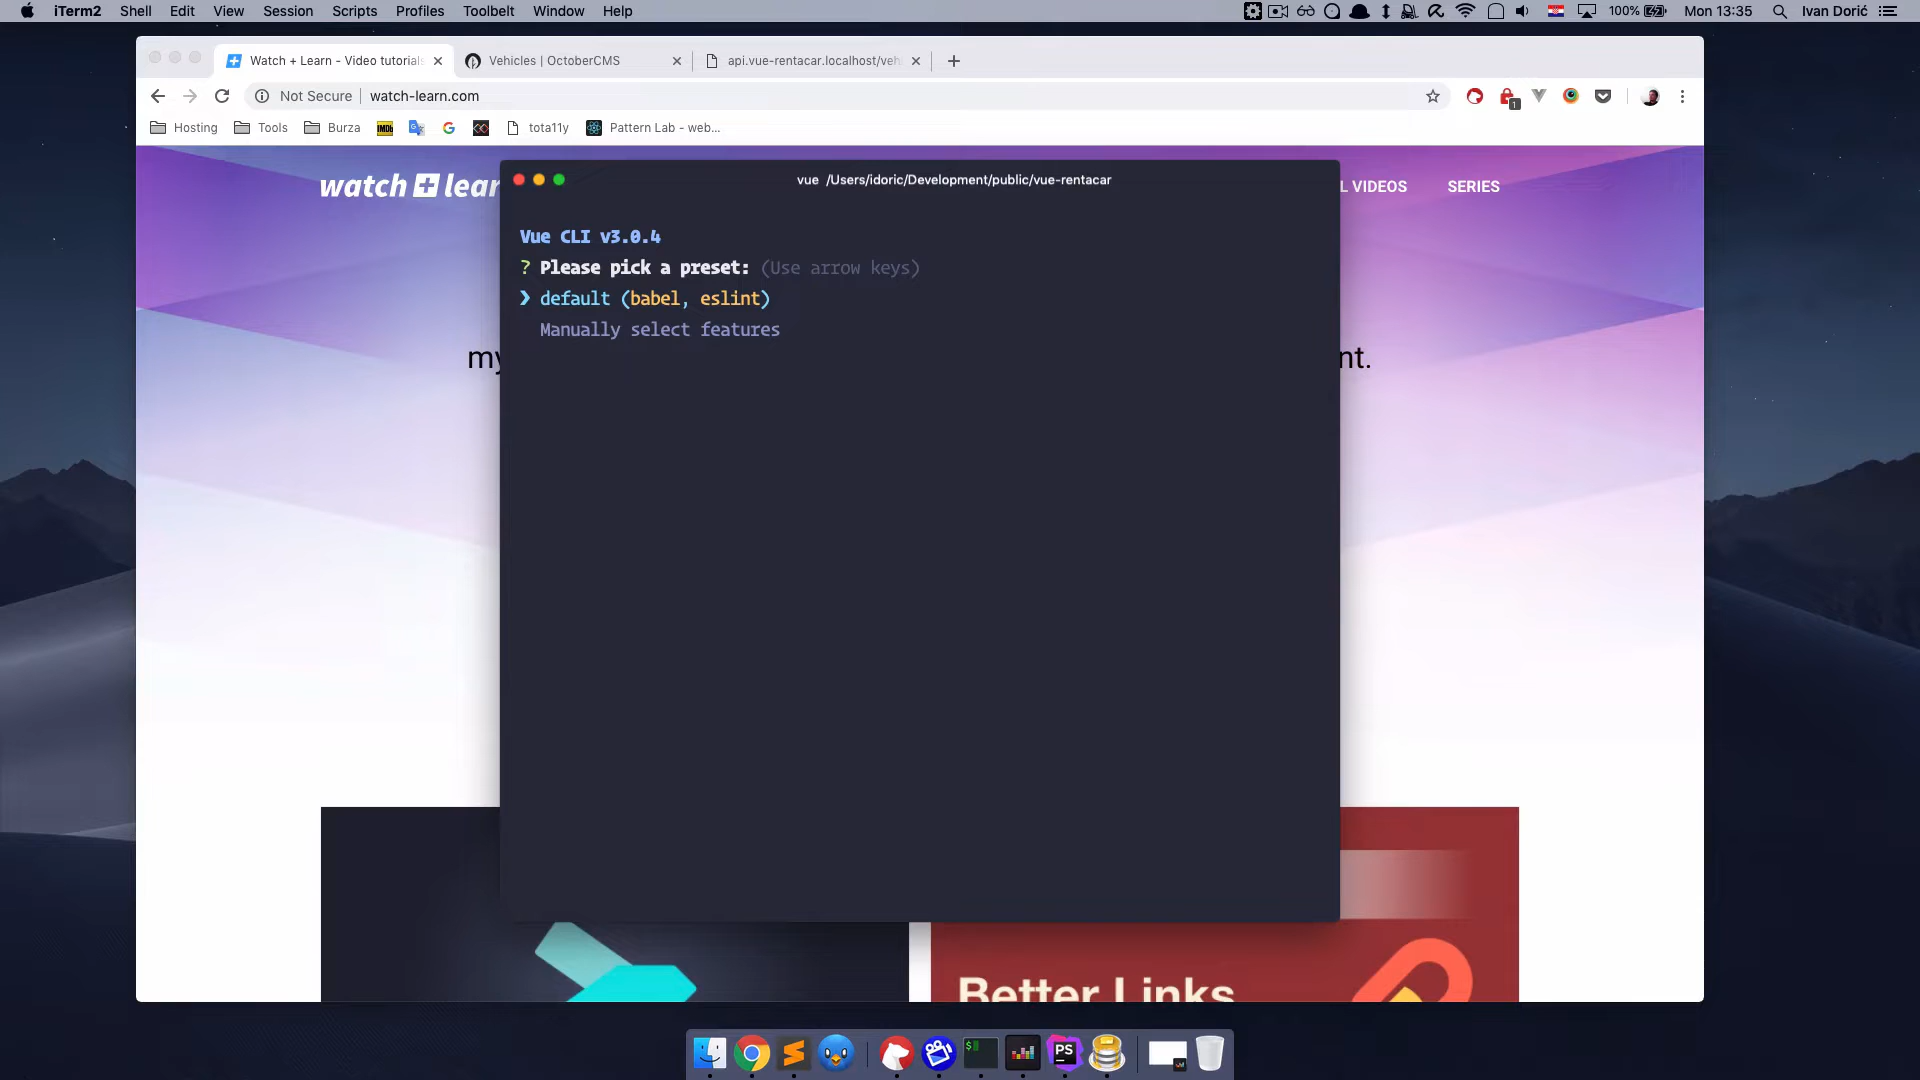 iTerm2 Shell Edit View Session Scripts Profiles Toolbelt Window Help 100% Mon 13:35 Ivan Dorić
Watch + Learn - Video tutorials Vehicles | OctoberCMS api.vue-rentacar.localhost/veh
Not Secure watch-learn.com 1
Hosting Tools Burza IMDb tota11y Pattern Lab - web...
vue /Users/idoric/Development/public/vue-rentacar
watch + lear L VIDEOS SERIES
Vue CLI v3.0.4
? Please pick a preset: (Use arrow keys)
❯ default (babel, eslint)
Manually select features
my nt.
Better Links
$ PS